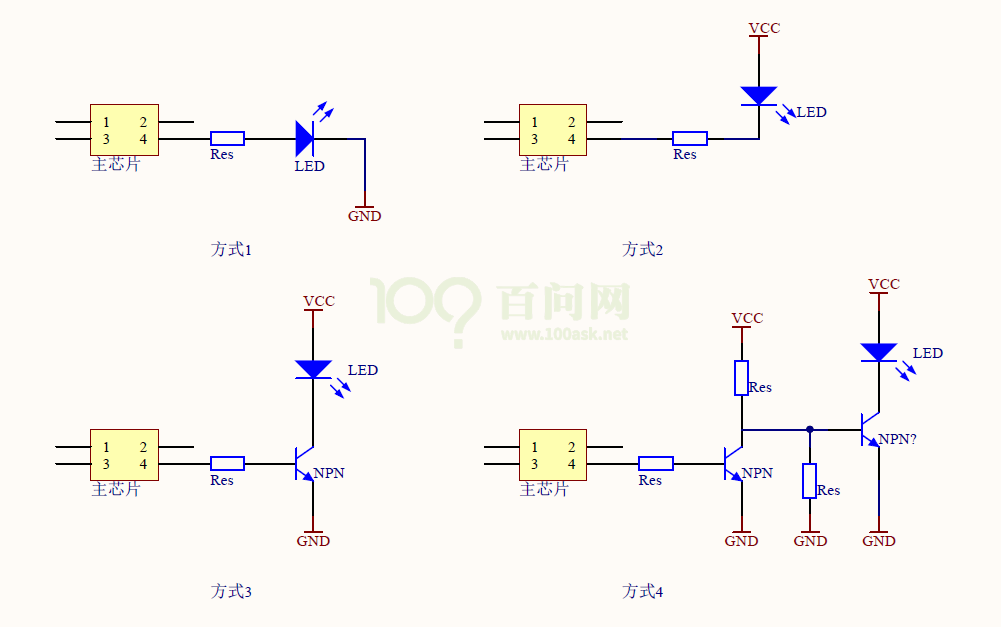 VCC
1 2
3 4
主芯片
Res
LED
GND
方式1
1 2
3 4
主芯片
Res
LED
方式2
100? 百问网
www.100ask.net
VCC
LED
1 2
3 4
主芯片
Res
NPN
GND
方式3
VCC
VCC
LED
Res
NPN?
1 2
3 4
主芯片
Res
NPN
Res
GND
GND
GND
方式4